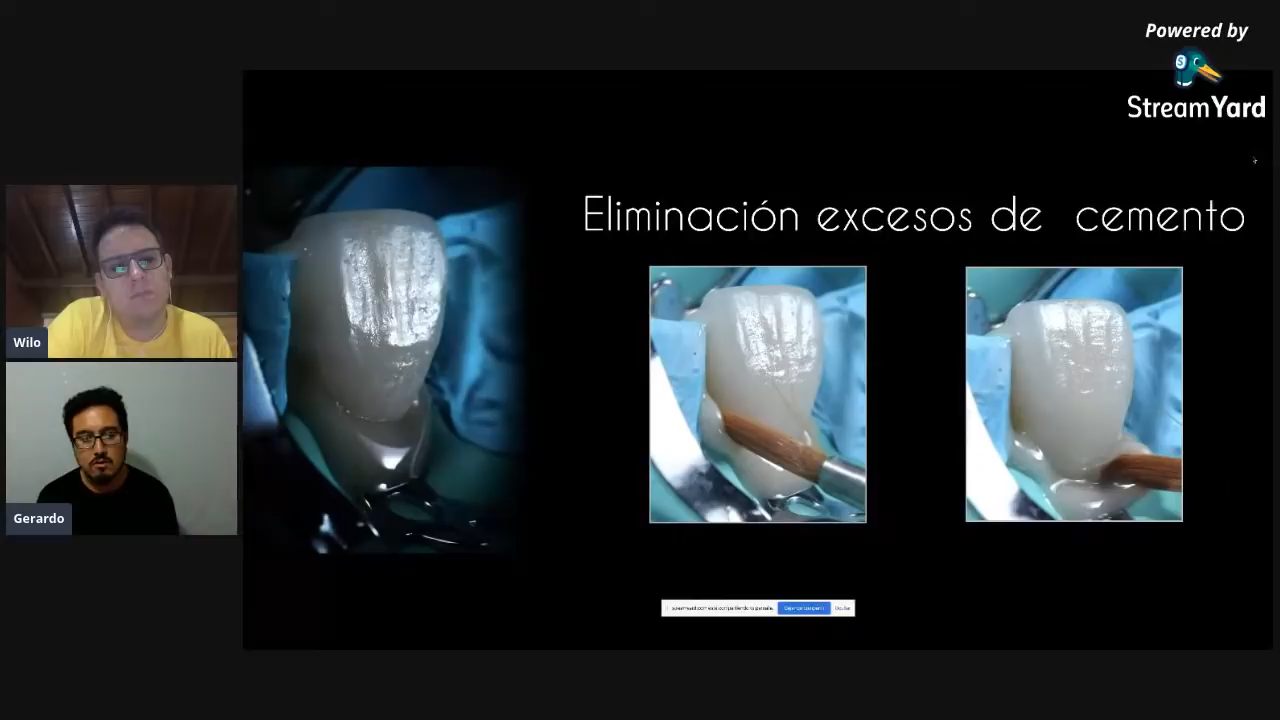 Powered by
StreamYard
Eliminación excesos de cemento
Wilo
Gerardo